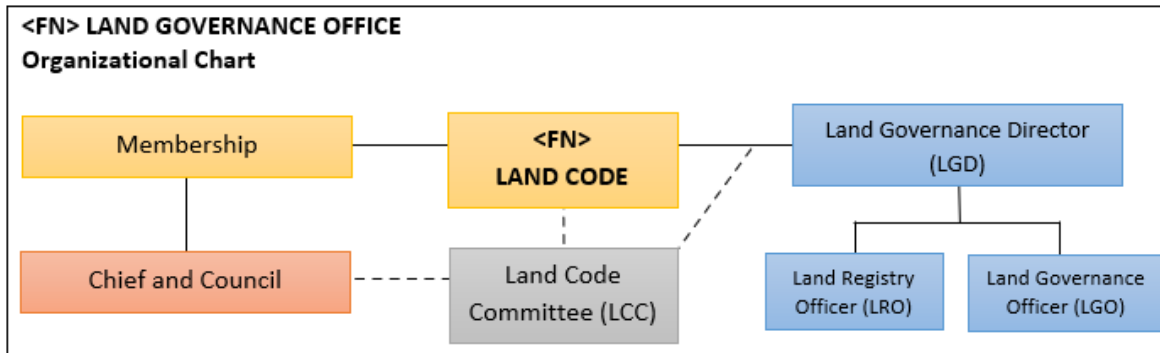 <FN> LAND GOVERNANCE OFFICE
Organizational Chart
Membership
<FN>
LAND CODE
Land Governance Director
(LGD)
Chief and Council
Land Code
Committee (LCC)
Land Registry
Officer (LRO)
Land Governance
Officer (LGO)